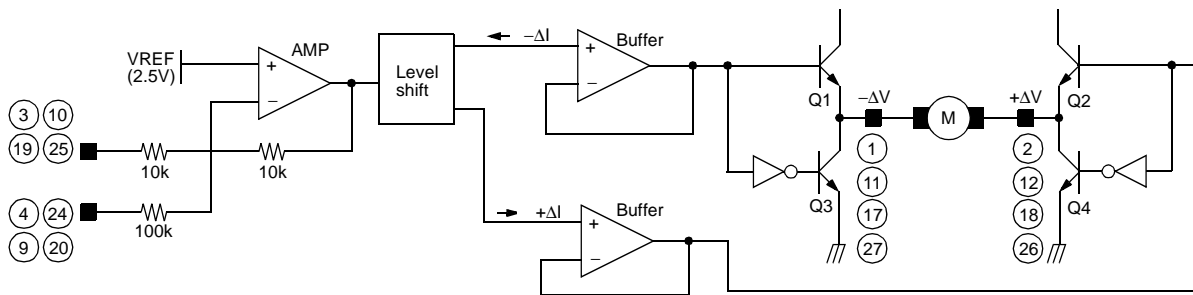 VREF
(2.5V)
AMP
+
−
3 10
19 25
10k
10k
4 24
9 20
100k
Level
shift
−ΔI
Buffer
+
−
+ΔI
Buffer
+
−
Q1
Q3
−ΔV
1
11
17
27
M
+ΔV
2
12
18
26
Q2
Q4